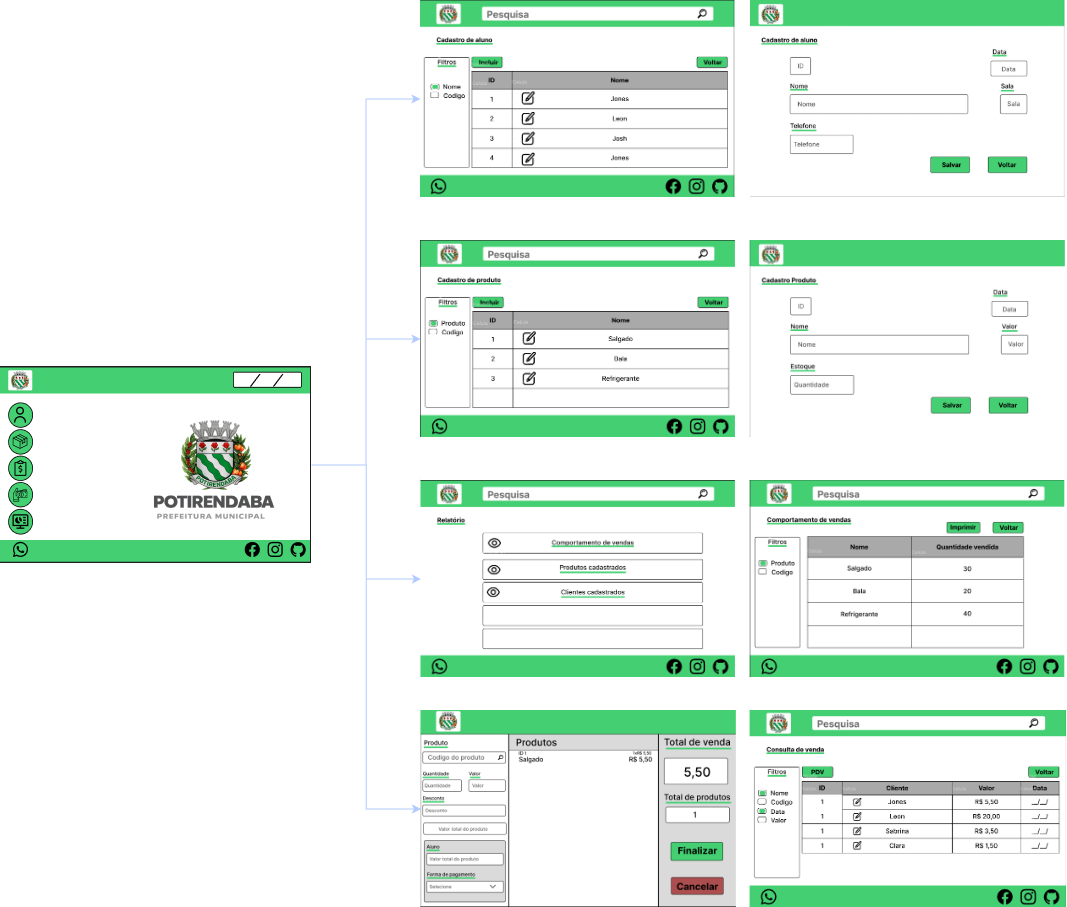 Pesquisa
Cadastro de aluno
Filtros
Incluir
Voltar
ID
Nome
Nome
Codigo
1
Jones
2
Leon
3
Josh
4
Jones
Cadastro de aluno
Data
ID
Data
Nome
Sala
Nome
Sala
Telefone
Telefone
Salvar
Voltar
Pesquisa
Cadastro de produto
Filtros
Incluir
Voltar
ID
Nome
Produto
Codigo
1
Salgado
2
Bala
3
Refrigerante
Cadastro Produto
Data
ID
Data
Nome
Valor
Nome
Valor
Estoque
Quantidade
Salvar
Voltar
/ /
POTIRENDABA
POTIRENDABA
PREFEITURA MUNICIPAL
Pesquisa
Relatório
Comportamento de vendas
Produtos cadastrados
Clientes cadastrados
Pesquisa
Comportamento de vendas
Imprimir
Voltar
Filtros
Nome
Quantidade vendida
Produto
Codigo
Salgado
30
Bala
20
Refrigerante
40
Produto
Codigo do produto
Quantidade
Valor
Quantidade
Valor
Desconto
Desconto
Valor total do produto
Aluno
Valor total do produto
Forma de pagamento
Selecione
Produtos
ID 1
1xR$ 5,50
Salgado
R$ 5,50
Total de venda
5,50
Total de produtos
1
Finalizar
Cancelar
Pesquisa
Consulta de venda
Filtros
PDV
Voltar
ID
Cliente
Valor
Data
Nome
Codigo
Data
Valor
1
Jones
R$ 5,50
_/_/
1
Leon
R$ 20,00
_/_/
1
Sabrina
R$ 3,50
_/_/
1
Clara
R$ 1,50
_/_/